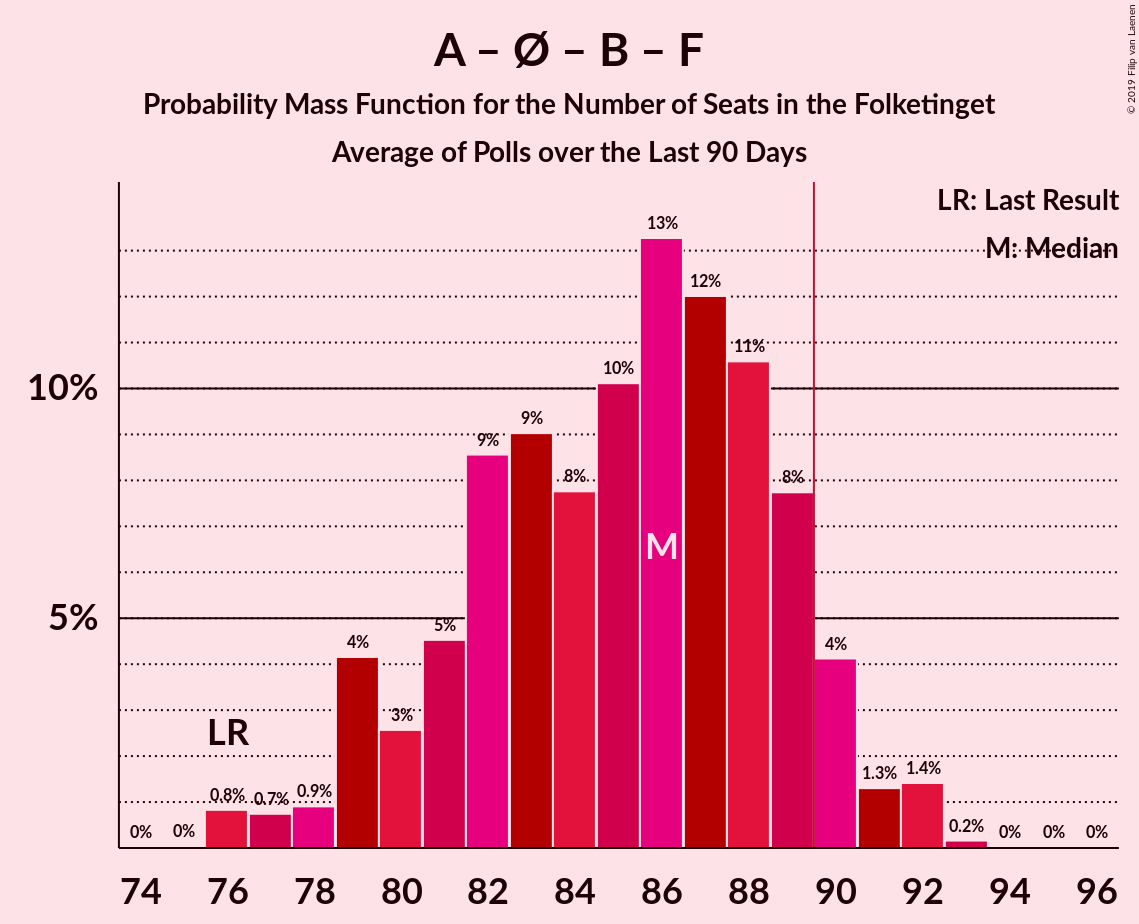 A – Ø – B – F
Probability Mass Function for the Number of Seats in the Folketinget
Average of Polls over the Last 90 Days
© 2019 Filip van Laenen
LR: Last Result
M: Median
10%
5%
0%
0%
0.8%
0.7%
0.9%
4%
3%
5%
9%
9%
8%
10%
13%
12%
11%
8%
4%
1.3%
1.4%
0.2%
0%
0%
0%
LR
M
74 76 78 80 82 84 86 88 90 92 94 96